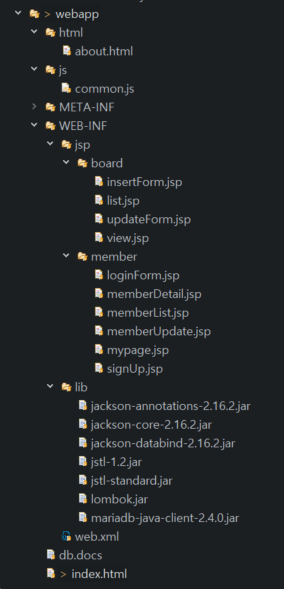 > webapp
html
about.html
js
common.js
META-INF
WEB-INF
jsp
board
insertForm.jsp
list.jsp
updateForm.jsp
view.jsp
member
loginForm.jsp
memberDetail.jsp
memberList.jsp
memberUpdate.jsp
mypage.jsp
signUp.jsp
lib
jackson-annotations-2.16.2.jar
jackson-core-2.16.2.jar
jackson-databind-2.16.2.jar
jstl-1.2.jar
jstl-standard.jar
lombok.jar
mariadb-java-client-2.4.0.jar
web.xml
db.docs
> index.html